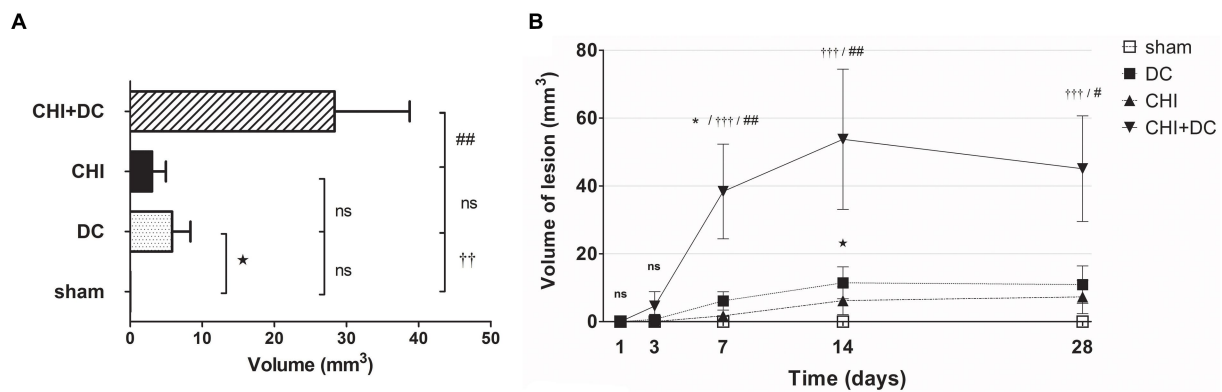 A
CHI+DC
CHI
DC
sham
##
ns
††
ns
ns
★
0 10 20 30 40 50
Volume (mm³)
B
80
60
40
20
0
Volume of lesion (mm³)
ns
ns
* / ††† / ##
††† / ##
★
††† / #
1 3 7 14 28
Time (days)
sham
DC
CHI
CHI+DC